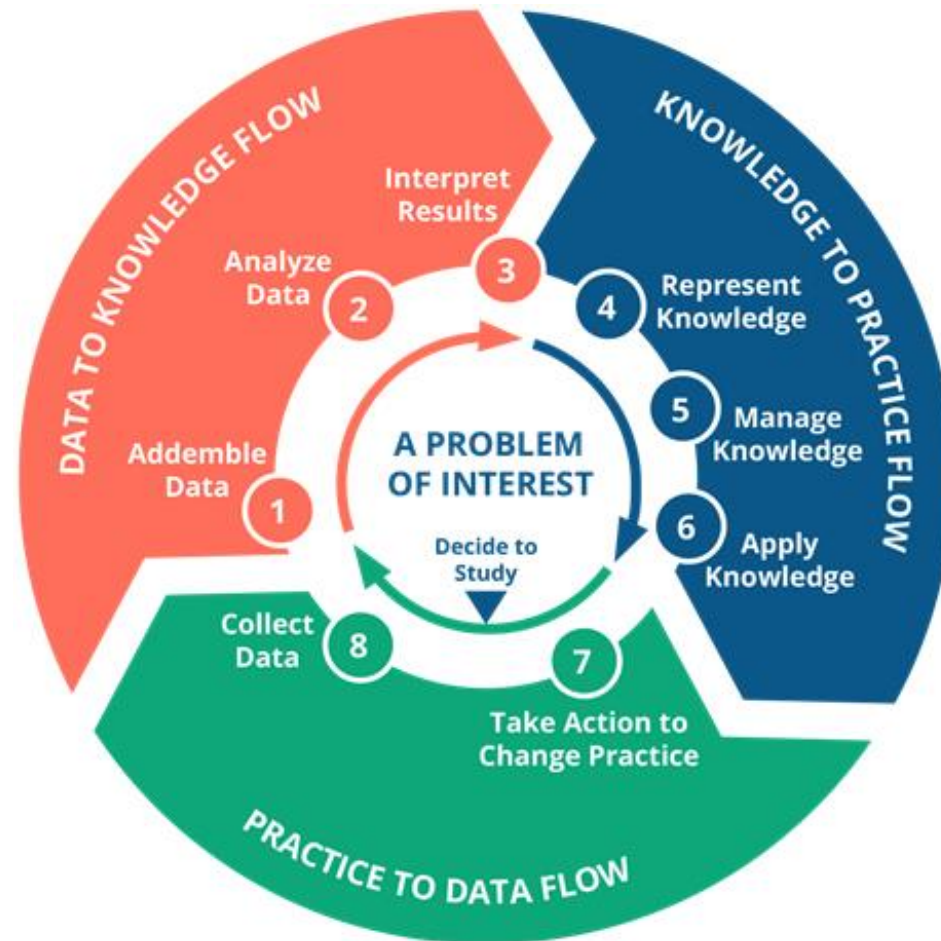 DATA TO KNOWLEDGE FLOW
KNOWLEDGE TO PRACTICE FLOW
Interpret
Results
3
Analyze
Data
2
4
Represent
Knowledge
Addemble
Data
1
A PROBLEM
OF INTEREST
Decide to
Study
5
Manage
Knowledge
6
Apply
Knowledge
Collect
Data
8
7
Take Action to
Change Practice
PRACTICE TO DATA FLOW